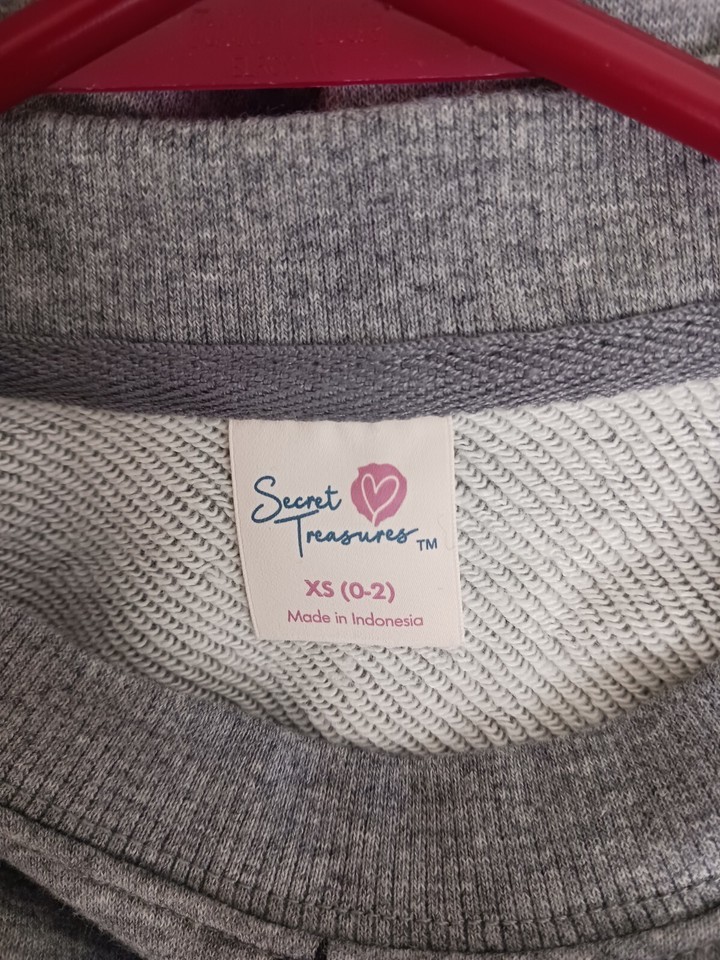 Secret
Treasures™
XS (0-2)
Made in Indonesia